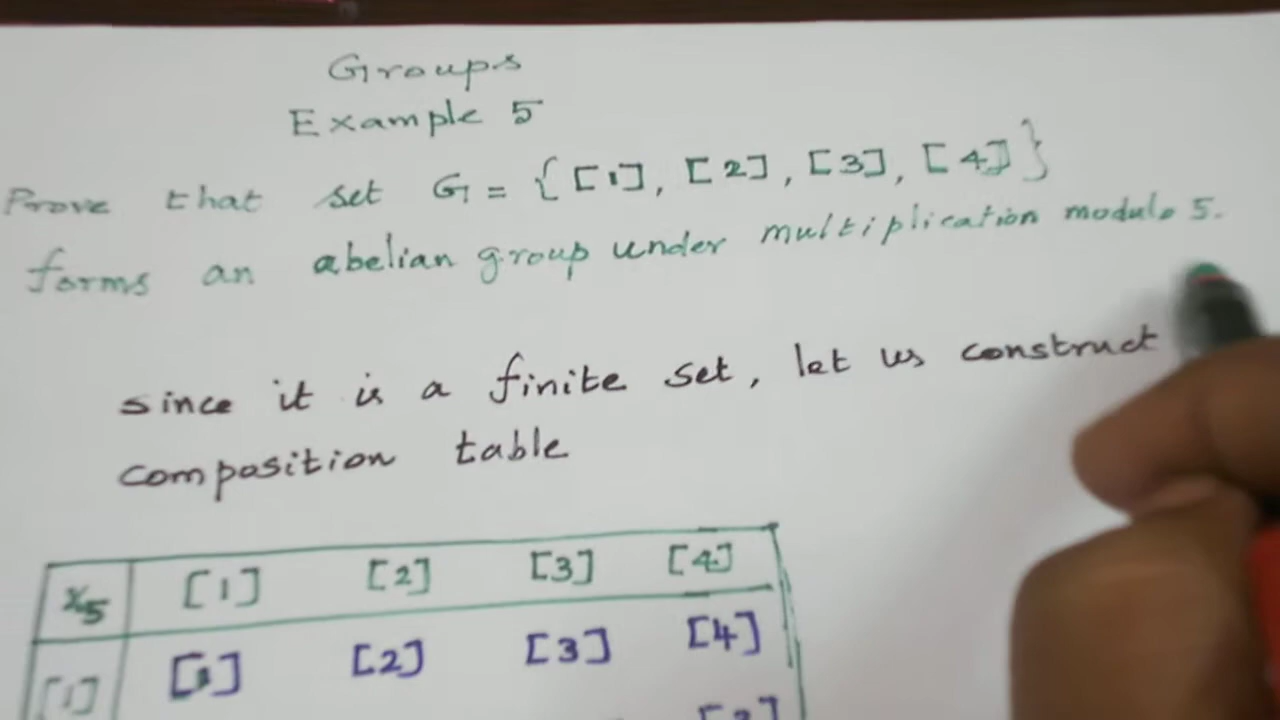 Groups
Example 5
Prove that set G = { [1], [2], [3], [4] }
forms an abelian group under multiplication modulo 5.
since it is a finite set, let us construct
composition table
×5 [1] [2] [3] [4]
[1] [1] [2] [3] [4]
[3]